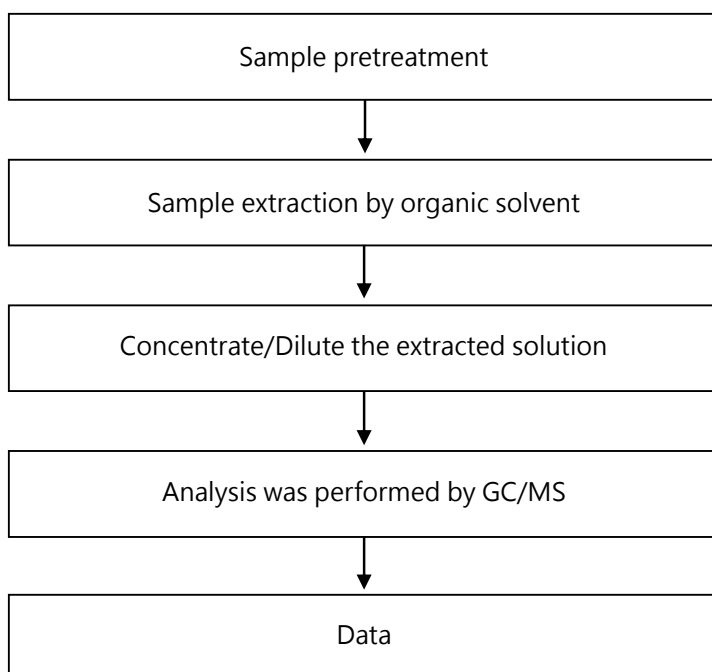 Sample pretreatment
Sample extraction by organic solvent
Concentrate/Dilute the extracted solution
Analysis was performed by GC/MS
Data